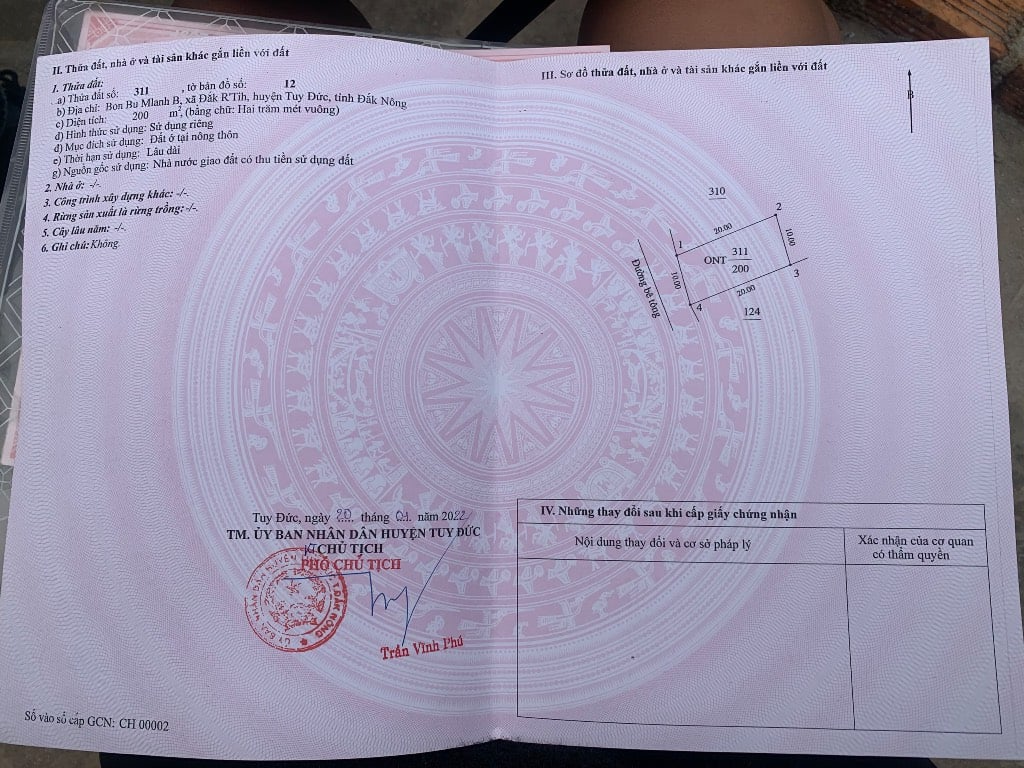 II. Thửa đất, nhà ở và tài sản khác gắn liền với đất
1. Thửa đất:
a) Thửa đất số: 311 , tờ bản đồ số: 12
b) Địa chỉ: Bon Bu Mlanh B, xã Đắk R'Tih, huyện Tuy Đức, tỉnh Đắk Nông
c) Diện tích: 200 m², (bằng chữ: Hai trăm mét vuông)
d) Hình thức sử dụng: Sử dụng riêng
đ) Mục đích sử dụng: Đất ở tại nông thôn
e) Thời hạn sử dụng: Lâu dài
g) Nguồn gốc sử dụng: Nhà nước giao đất có thu tiền sử dụng đất
2. Nhà ở: -/-.
3. Công trình xây dựng khác: -/-.
4. Rừng sản xuất là rừng trồng: -/-.
5. Cây lâu năm: -/-.
6. Ghi chú: Không.
Tuy Đức, ngày 20 tháng 01 năm 2022
TM. ỦY BAN NHÂN DÂN HUYỆN TUY ĐỨC
KT CHỦ TỊCH
PHÓ CHỦ TỊCH
Trần Vĩnh Phú
Số vào sổ cấp GCN: CH 00002
III. Sơ đồ thửa đất, nhà ở và tài sản khác gắn liền với đất
B
310
2
20.00
1
10.00
ONT 311
200
Đường bê tông
10.00
3
20.00
4
124
IV. Những thay đổi sau khi cấp giấy chứng nhận
Nội dung thay đổi và cơ sở pháp lý
Xác nhận của cơ quan
có thẩm quyền